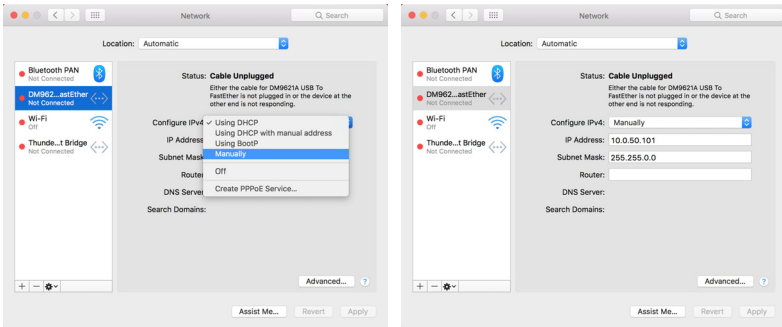 Network
Search
Location: Automatic
Bluetooth PAN
Not Connected
DM962...astEther
Not Connected
Wi-Fi
Off
Thunde...t Bridge
Not Connected
Status: Cable Unplugged
Either the cable for DM9621A USB To
FastEther is not plugged in or the device at the
other end is not responding.
Configure IPv4
✓ Using DHCP
Using DHCP with manual address
Using BootP
Manually
Off
Create PPPoE Service...
IP Address
Subnet Mask
Router
DNS Server
Search Domains:
Advanced... ?
+ −
Assist Me... Revert Apply
Network
Search
Location: Automatic
Bluetooth PAN
Not Connected
DM962...astEther
Not Connected
Wi-Fi
Off
Thunde...t Bridge
Not Connected
Status: Cable Unplugged
Either the cable for DM9621A USB To
FastEther is not plugged in or the device at the
other end is not responding.
Configure IPv4: Manually
IP Address: 10.0.50.101
Subnet Mask: 255.255.0.0
Router:
DNS Server:
Search Domains:
Advanced... ?
+ −
Assist Me... Revert Apply